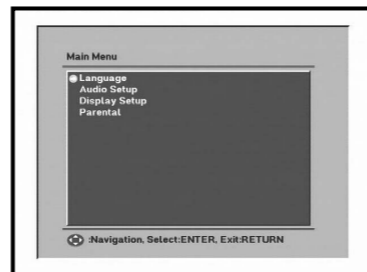 Main Menu
Language
Audio Setup
Display Setup
Parental
:Navigation, Select:ENTER, Exit:RETURN